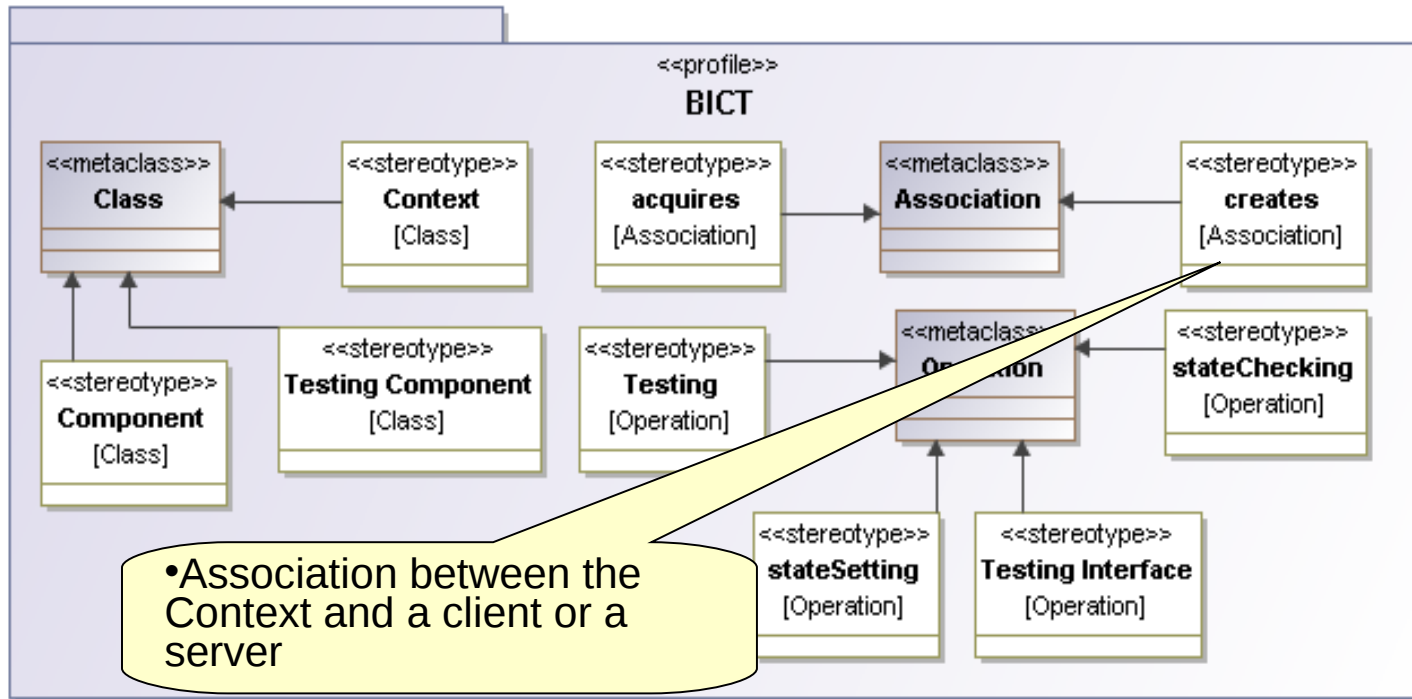 <<profile>>
BICT
<<metaclass>>
Class
<<stereotype>>
Context
[Class]
<<stereotype>>
acquires
[Association]
<<metaclass>>
Association
<<stereotype>>
creates
[Association]
<<stereotype>>
Component
[Class]
<<stereotype>>
Testing Component
[Class]
<<stereotype>>
Testing
[Operation]
<<metaclass>
<<stereotype>>
stateChecking
[Operation]
<<stereotype>>
stateSetting
[Operation]
<<stereotype>>
Testing Interface
[Operation]
•Association between the
Context and a client or a
server